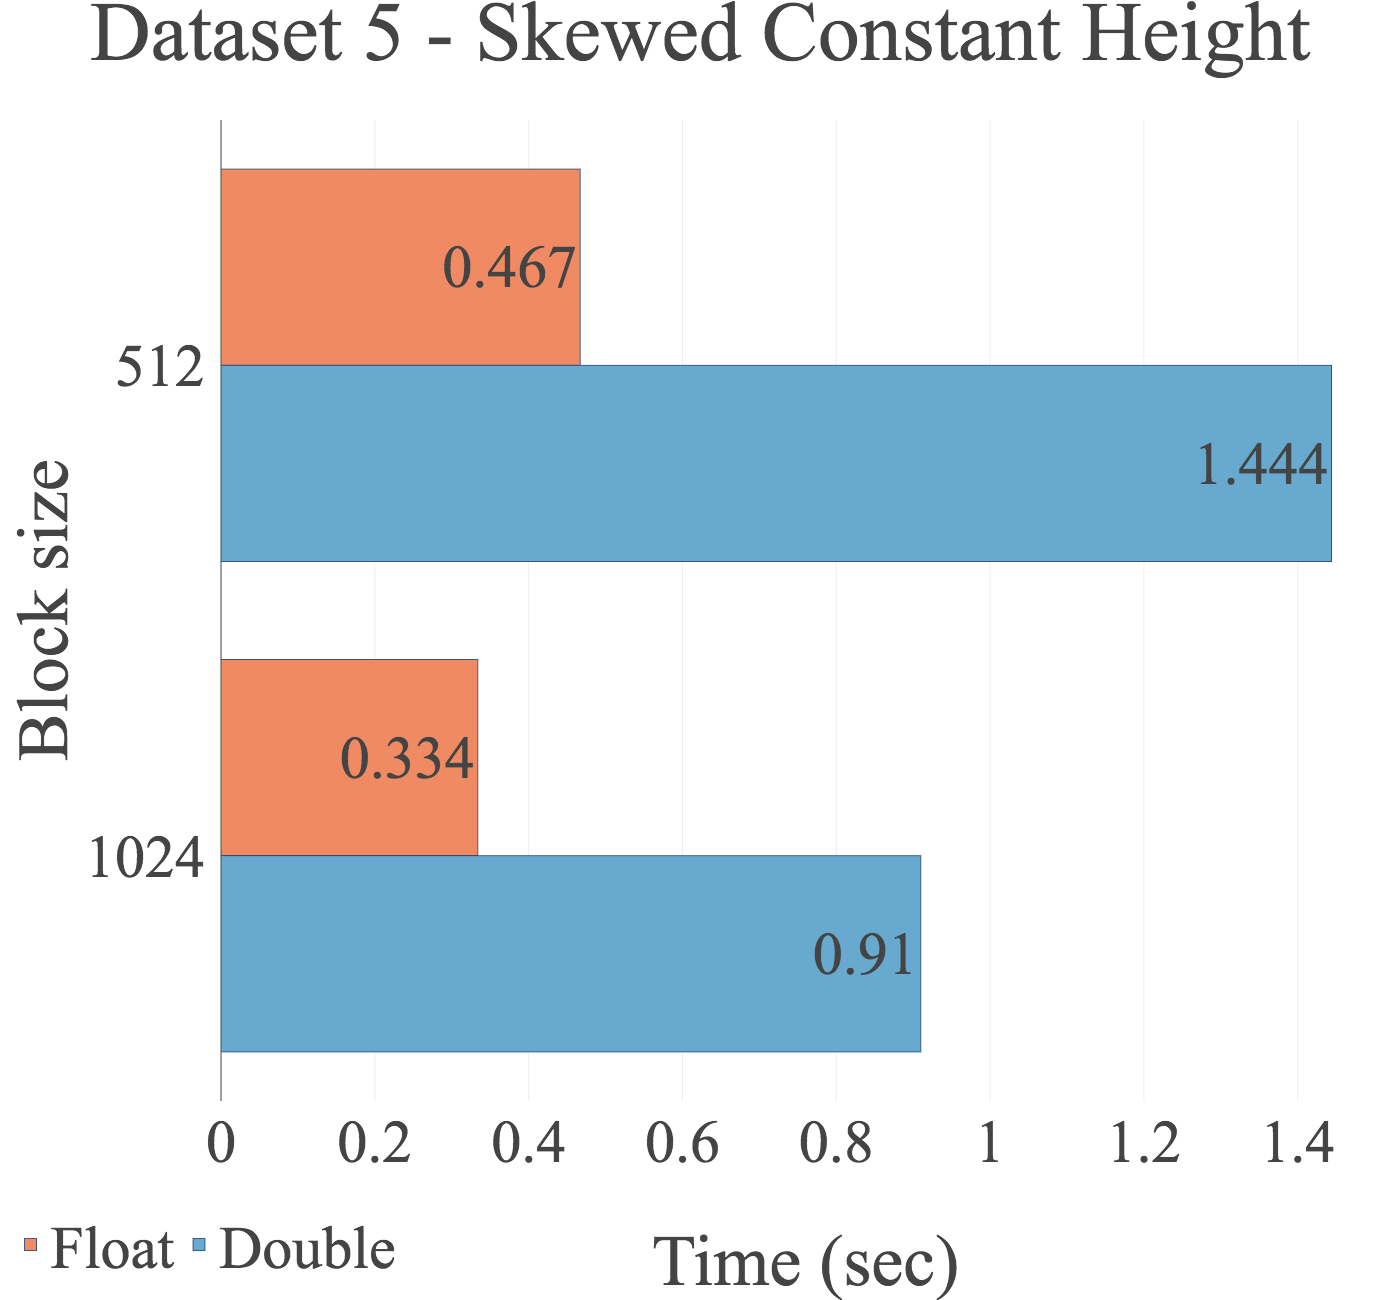 Dataset 5 - Skewed Constant Height
0.467
512
1.444
Block size
0.334
1024
0.91
0 0.2 0.4 0.6 0.8 1 1.2 1.4
Float Double
Time (sec)